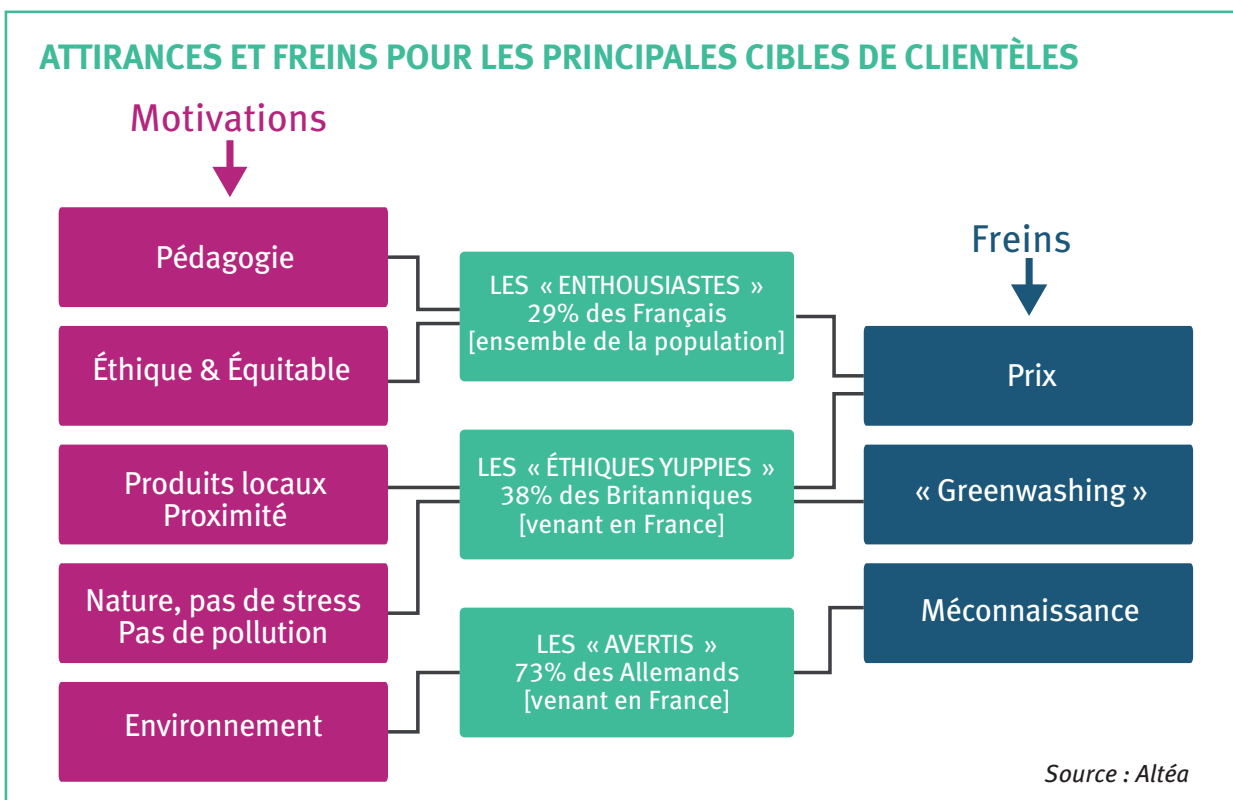 ATTIRANCES ET FREINS POUR LES PRINCIPALES CIBLES DE CLIENTÈLES
Motivations
Pédagogie
Éthique & Équitable
Produits locaux
Proximité
Nature, pas de stress
Pas de pollution
Environnement
LES « ENTHOUSIASTES »
29% des Français
[ensemble de la population]
LES « ÉTHIQUES YUPPIES »
38% des Britanniques
[venant en France]
LES « AVERTIS »
73% des Allemands
[venant en France]
Freins
Prix
« Greenwashing »
Méconnaissance
Source : Altéa